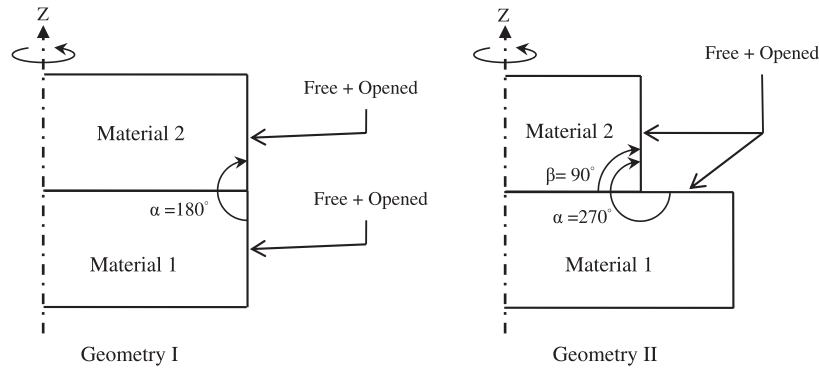 Z
Free + Opened
Material 2
α =180°
Free + Opened
Material 1
Geometry I
Z
Free + Opened
Material 2
β= 90°
α =270°
Material 1
Geometry II